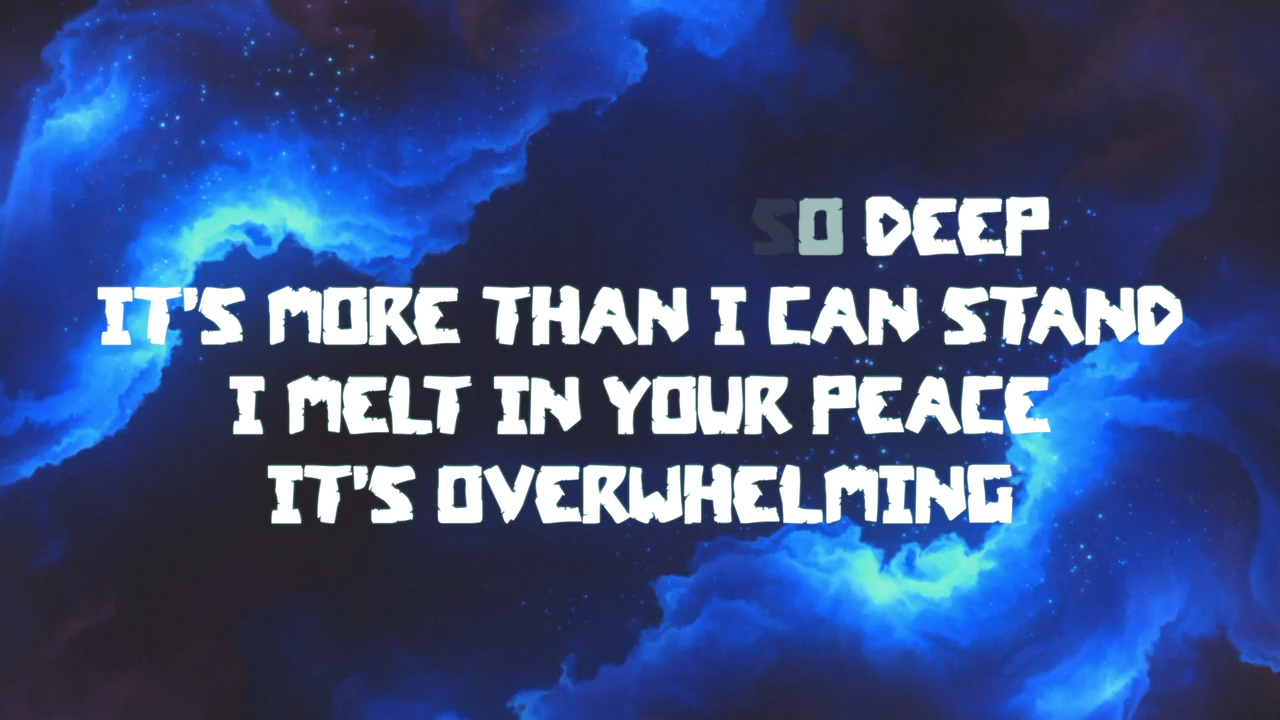 SO DEEP
IT'S MORE THAN I CAN STAND
I MELT IN YOUR PEACE
IT'S OVERWHELMING